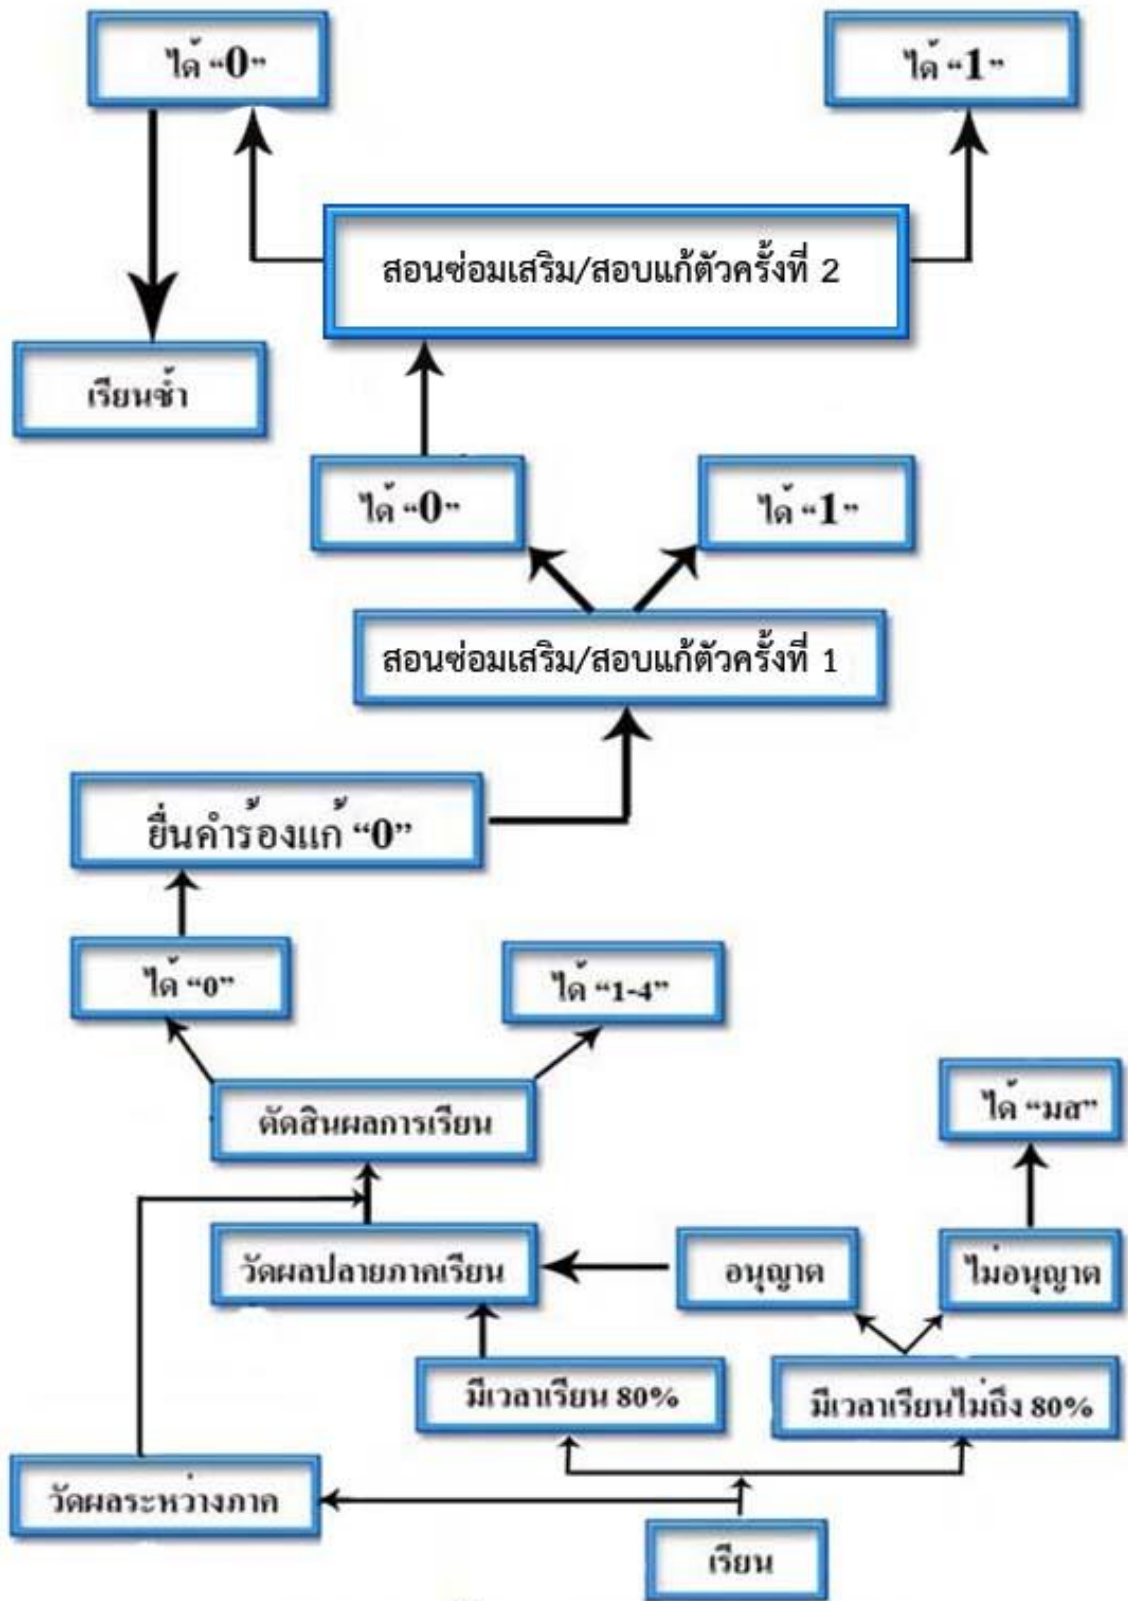 ได้ “0”
ได้ “1”
สอนซ่อมเสริม/สอบแก้ตัวครั้งที่ 2
เรียนซ้ำ
ได้ “0”
ได้ “1”
สอนซ่อมเสริม/สอบแก้ตัวครั้งที่ 1
ยื่นคำร้องแก้ “0”
ได้ “0”
ได้ “1-4”
ตัดสินผลการเรียน
ได้ “มส”
วัดผลปลายภาคเรียน
อนุญาต
ไม่อนุญาต
มีเวลาเรียน 80%
มีเวลาเรียนไม่ถึง 80%
วัดผลระหว่างภาค
เรียน